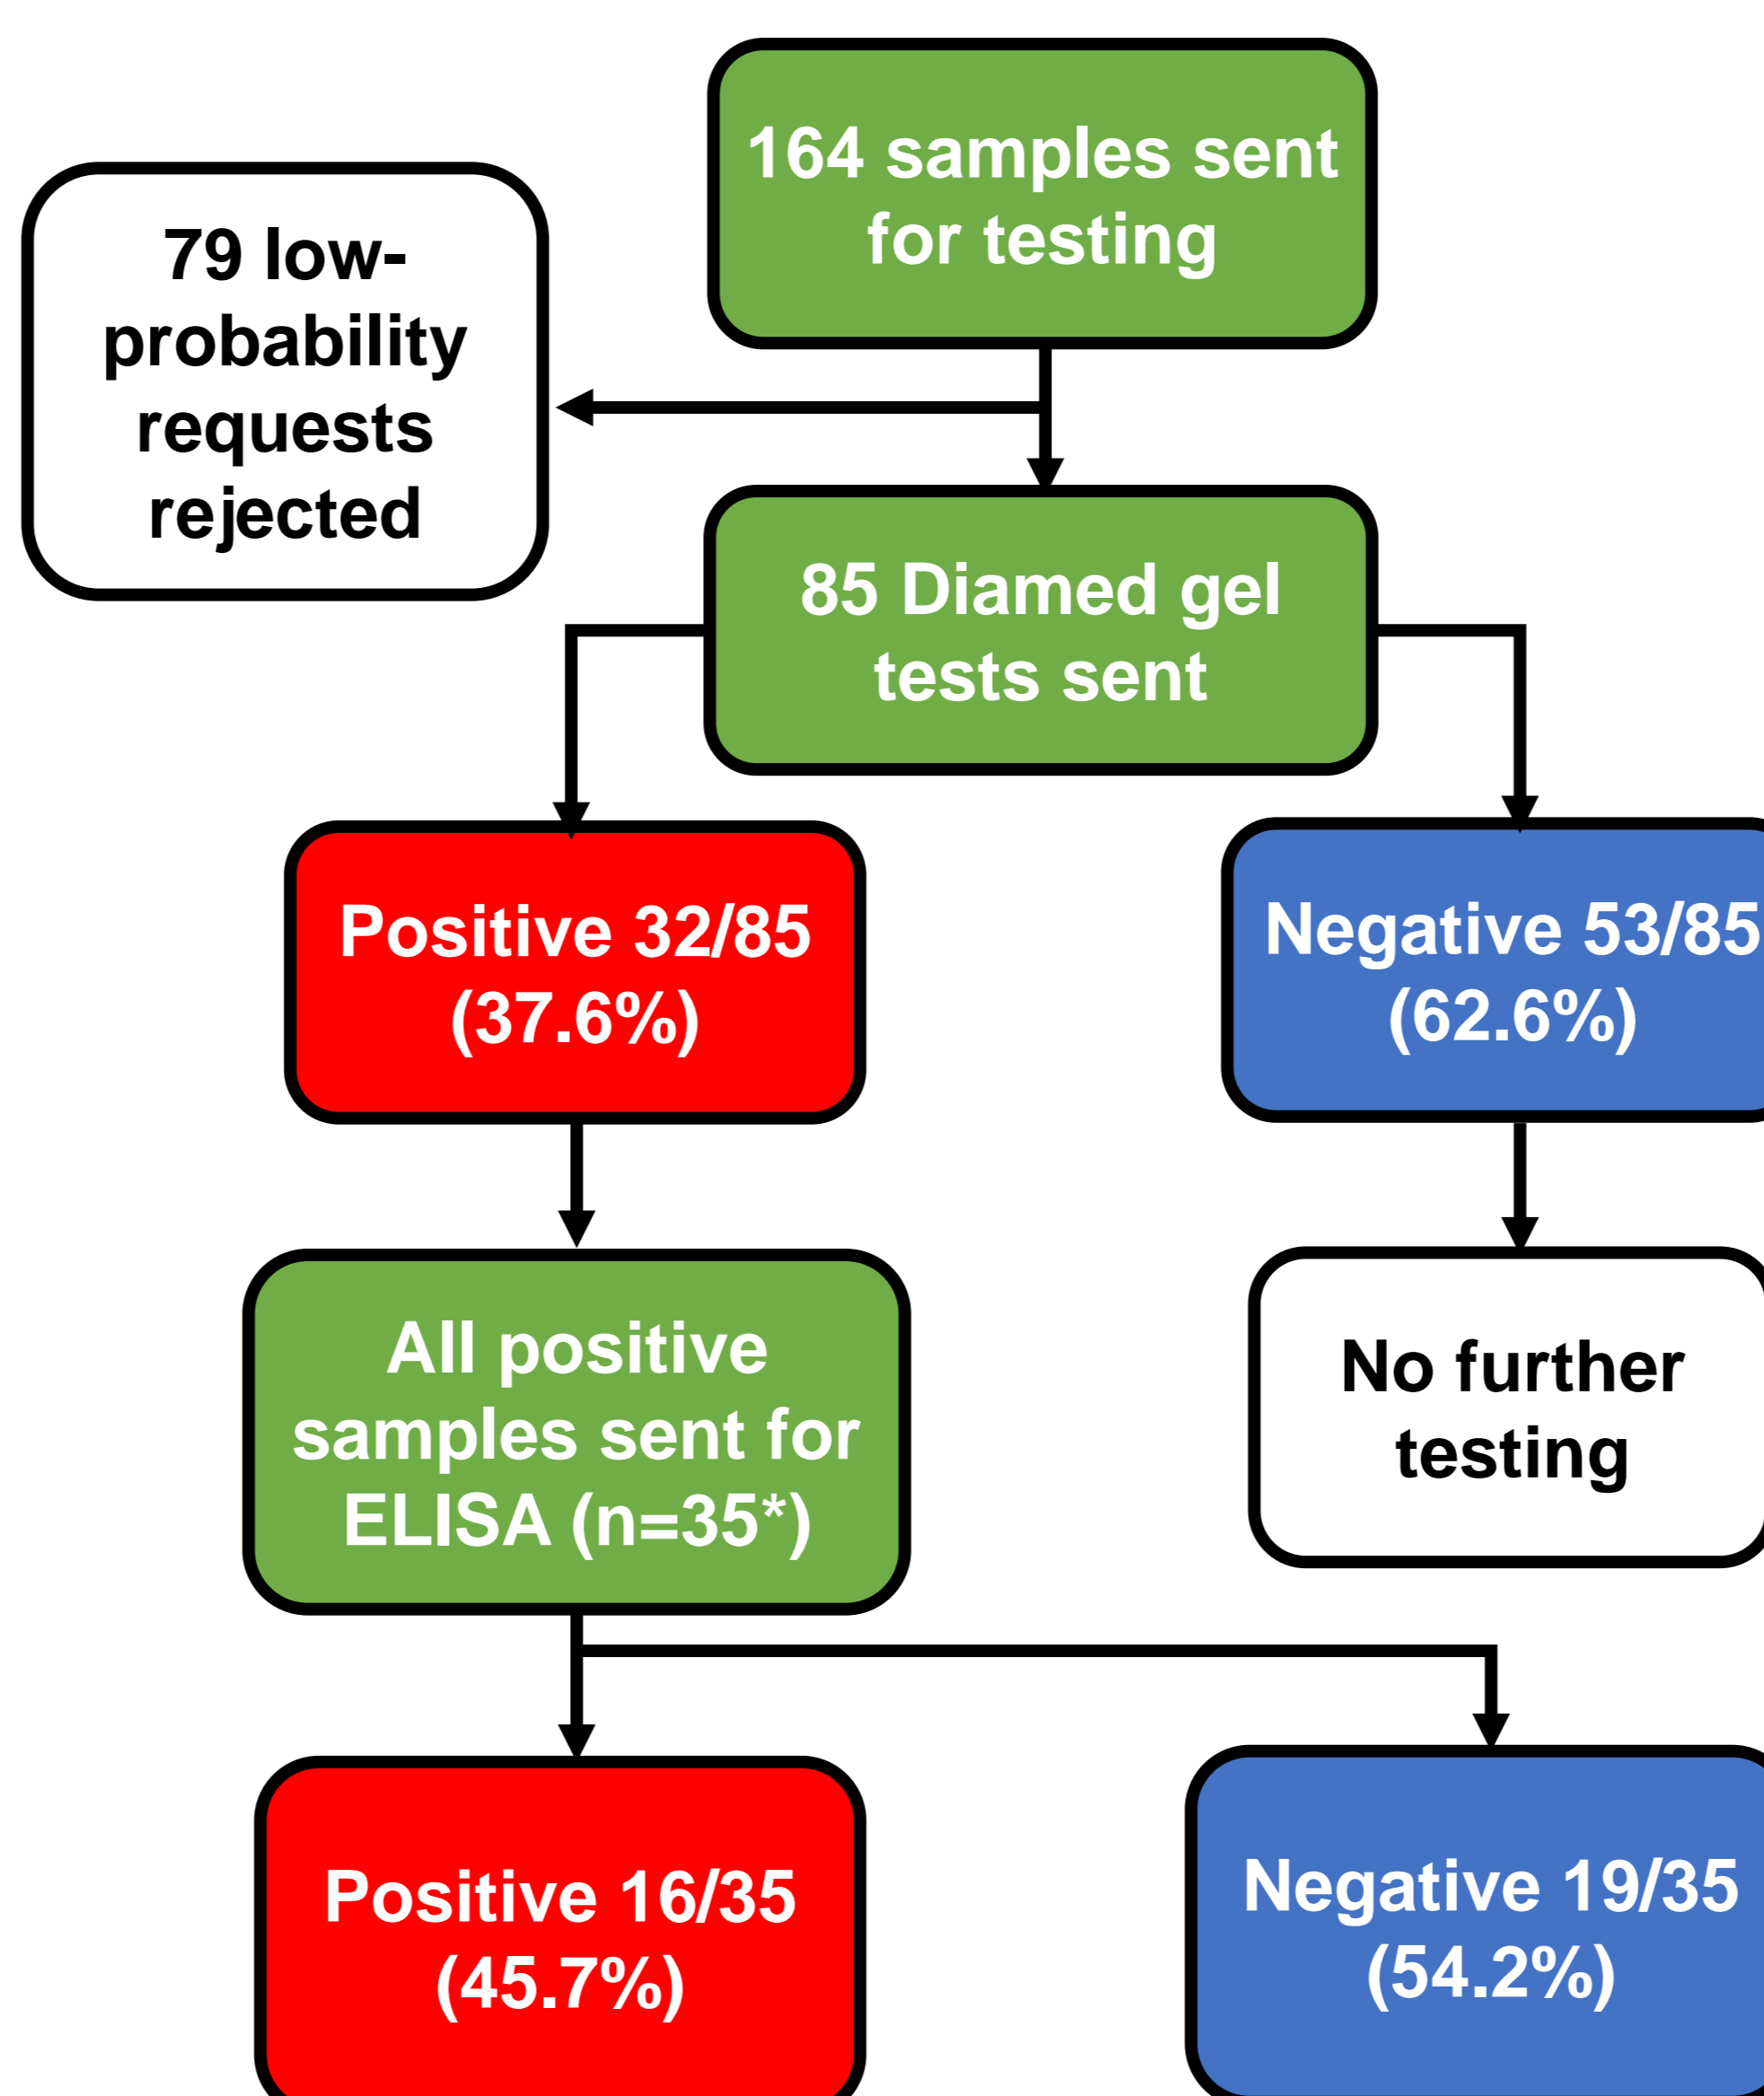 164 samples sent
for testing
79 low-
probability
requests
rejected
85 Diamed gel
tests sent
Positive 32/85
(37.6%)
Negative 53/85
(62.6%)
All positive
samples sent for
ELISA (n=35*)
No further
testing
Positive 16/35
(45.7%)
Negative 19/35
(54.2%)